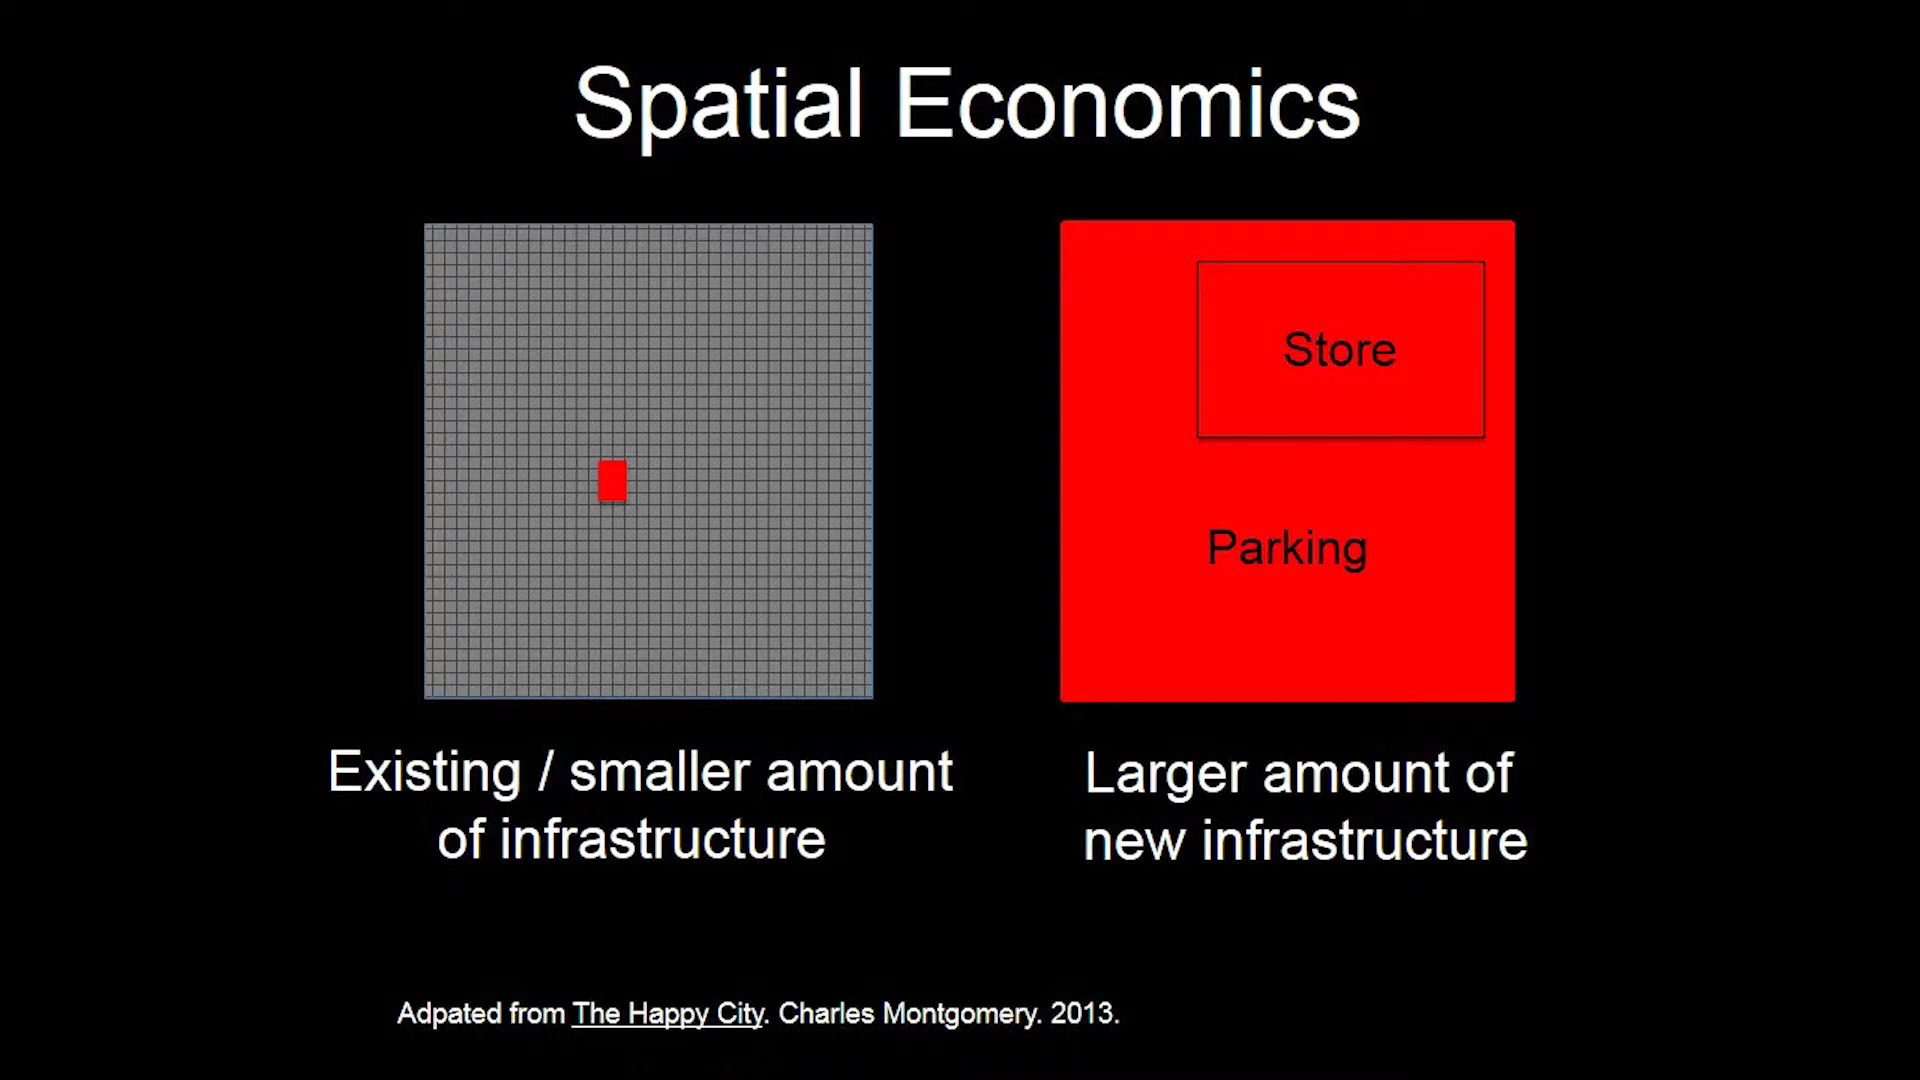 Spatial Economics
Store
Parking
Existing / smaller amount
of infrastructure
Larger amount of
new infrastructure
Adpated from The Happy City. Charles Montgomery. 2013.